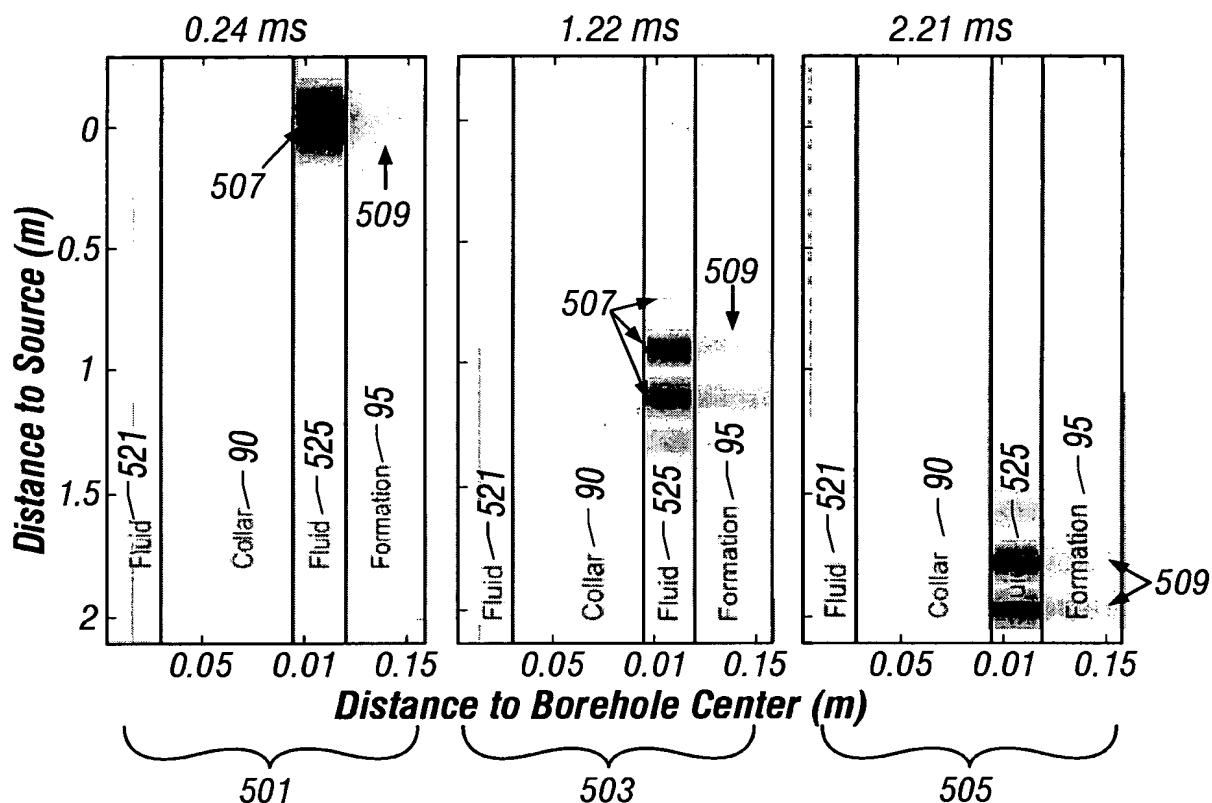 0.24 ms
1.22 ms
2.21 ms
Distance to Source (m)
0
0.5
1
1.5
2
507
509
521
Fluid
90
Collar
525
Fluid
95
Formation
507
509
521
Fluid
90
Collar
525
Fluid
95
Formation
521
Fluid
90
Collar
525
95
Formation
509
0.05
0.01
0.15
0.05
0.01
0.15
0.05
0.01
0.15
Distance to Borehole Center (m)
501
503
505